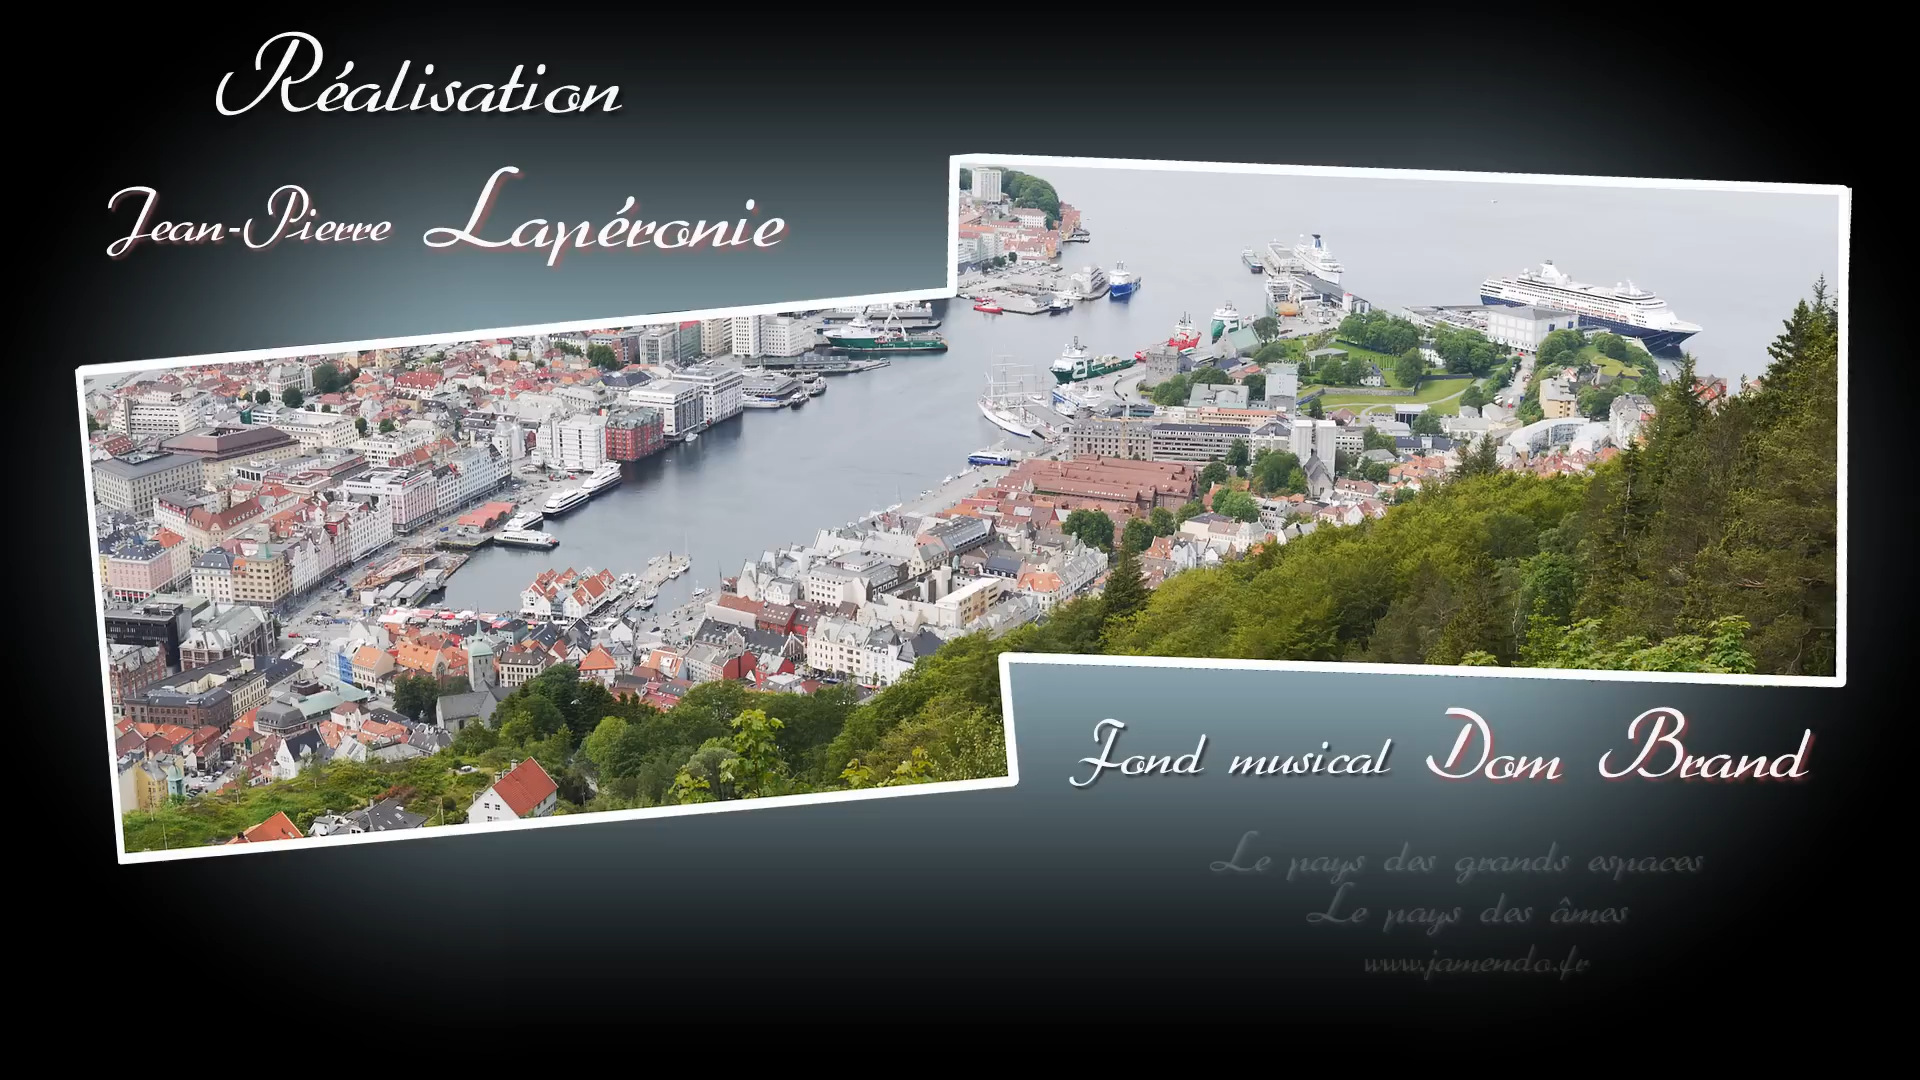 Réalisation
Jean-Pierre Lapéronie
Fond musical Dom Brand
Le pays des grands espaces
Le pays des âmes
www.jamendo.fr